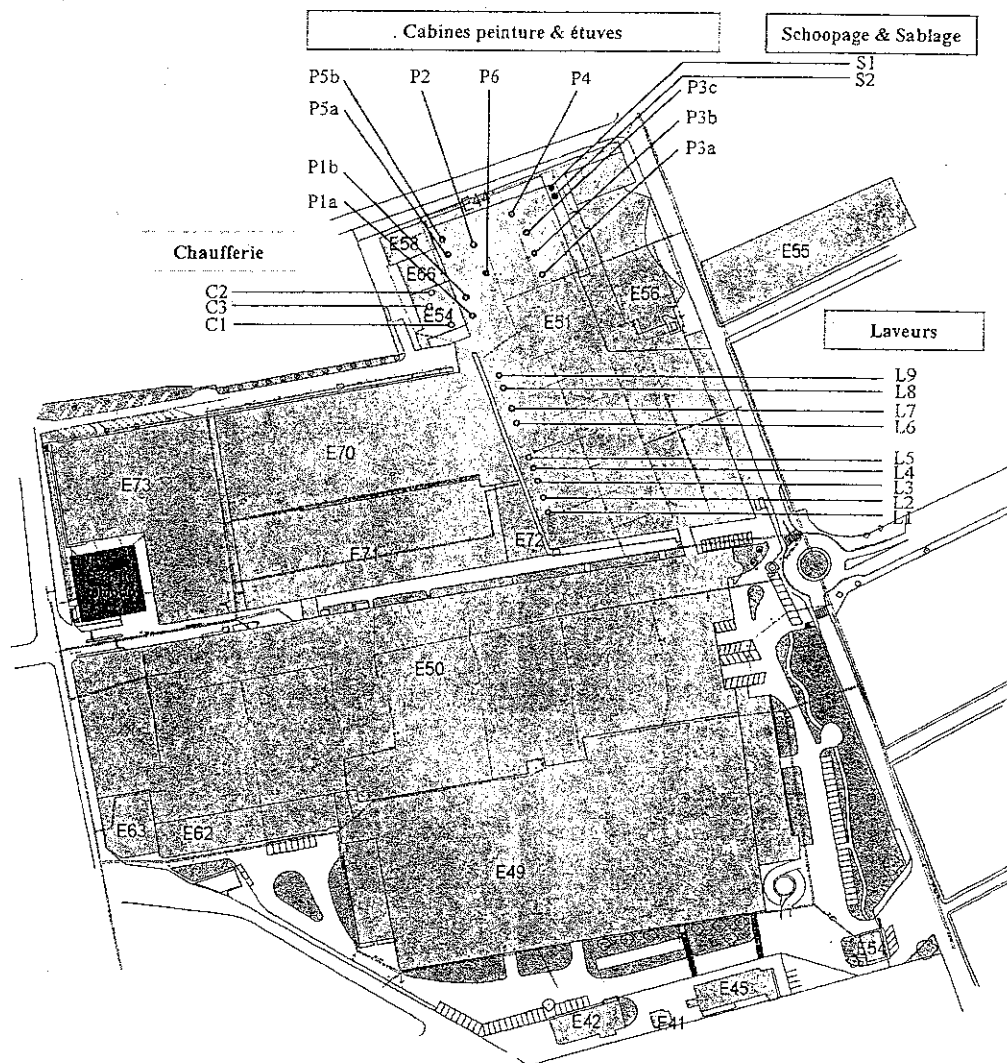 . Cabines peinture & étuves
Schoopage & Sablage
P5b
P2
P6
P4
S1
S2
P5a
P3c
P3b
P1b
P3a
P1a
E44
E58
E55
Chaufferie
E66
C2
E56
C3
E54
E51
C1
Laveurs
L9
L8
L7
L6
E70
L5
E73
L4
L3
L2
L1
E72
E71
E50
E63
E62
E49
E54
E45
E42
E41